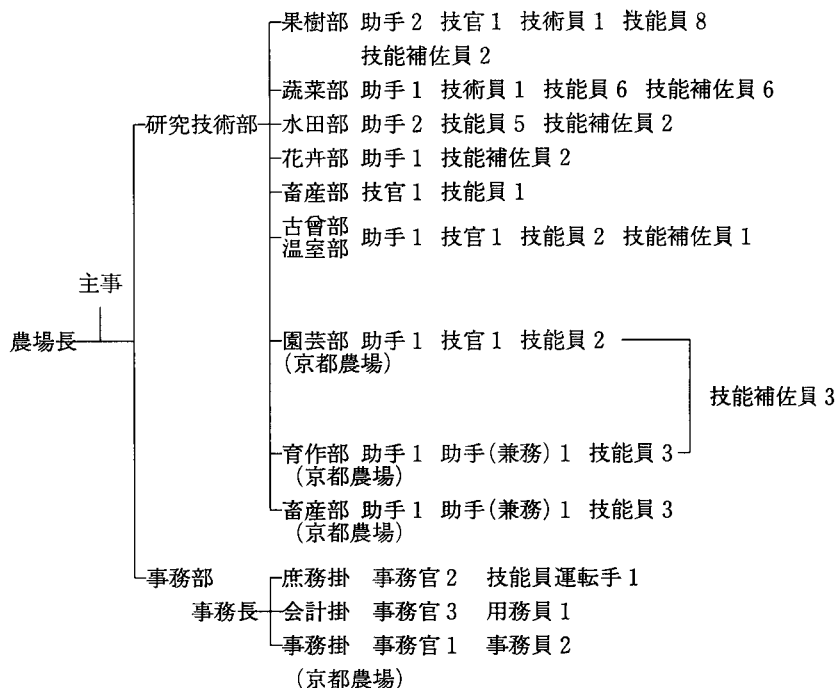 果樹部 助手2 技官1 技術員1 技能員8
技能補佐員2
蔬菜部 助手1 技術員1 技能員6 技能補佐員6
研究技術部 水田部 助手2 技能員5 技能補佐員2
花卉部 助手1 技能補佐員2
畜産部 技官1 技能員1
古曾部
温室部 助手1 技官1 技能員2 技能補佐員1
主事
農場長 園芸部 助手1 技官1 技能員2
(京都農場)
技能補佐員3
育作部 助手1 助手(兼務)1 技能員3
(京都農場)
畜産部 助手1 助手(兼務)1 技能員3
(京都農場)
事務部 庶務掛 事務官2 技能員運転手1
事務長 会計掛 事務官3 用務員1
事務掛 事務官1 事務員2
(京都農場)